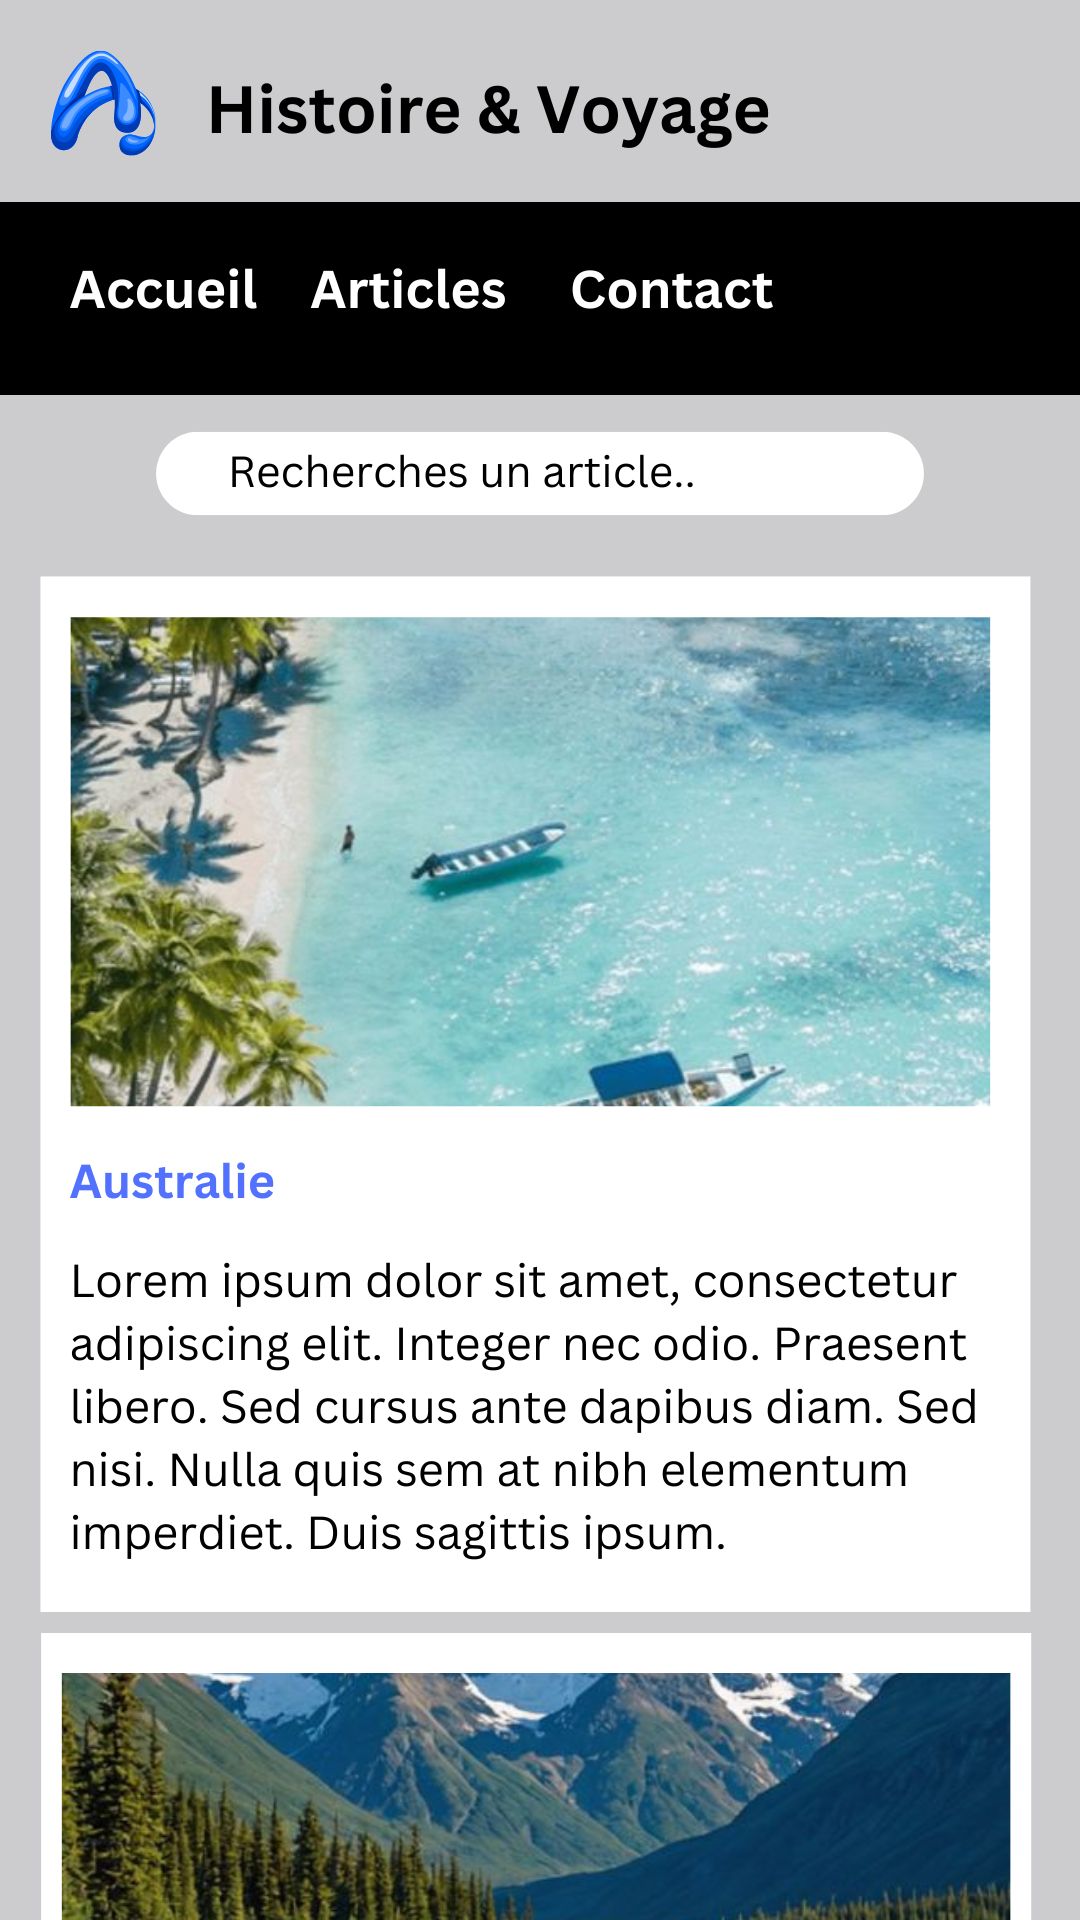 Histoire & Voyage
Accueil Articles Contact
Recherches un article..
Australie
Lorem ipsum dolor sit amet, consectetur
adipiscing elit. Integer nec odio. Praesent
libero. Sed cursus ante dapibus diam. Sed
nisi. Nulla quis sem at nibh elementum
imperdiet. Duis sagittis ipsum.